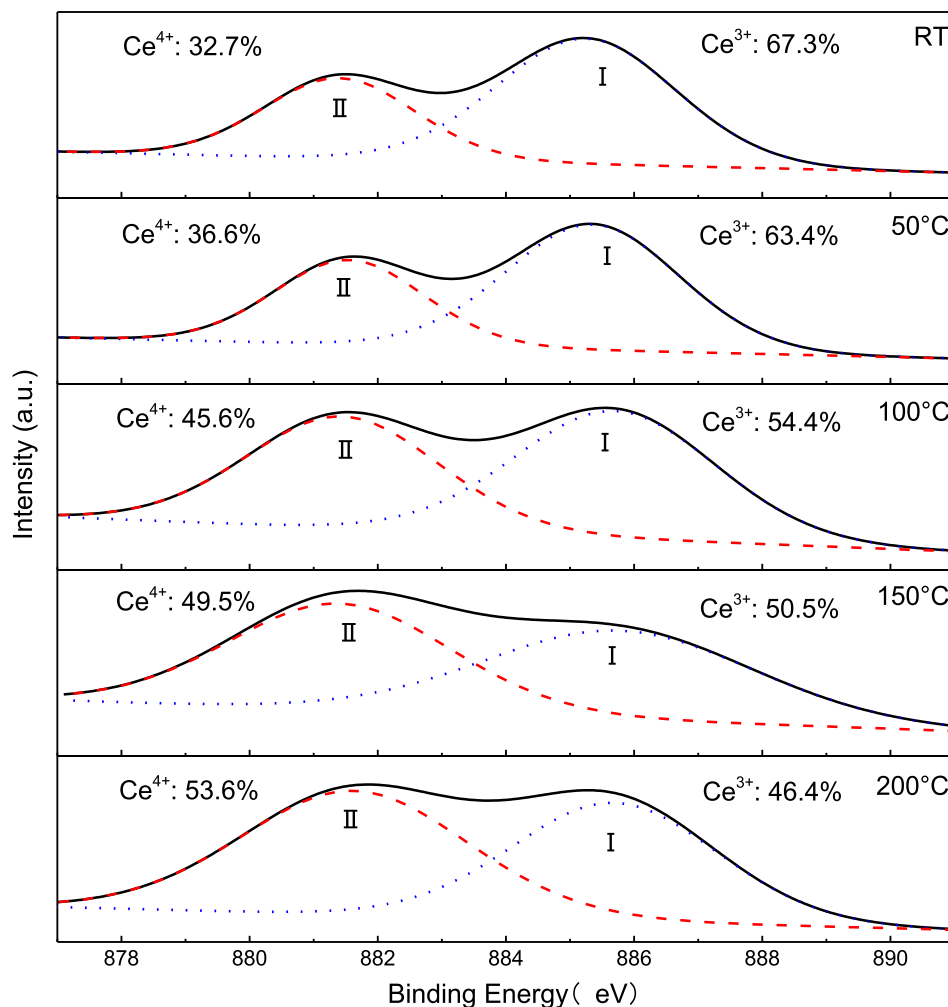 Ce⁴⁺: 32.7% Ce³⁺: 67.3% RT
II I
Ce⁴⁺: 36.6% Ce³⁺: 63.4% 50°C
II I
Ce⁴⁺: 45.6% Ce³⁺: 54.4% 100°C
II I
Ce⁴⁺: 49.5% Ce³⁺: 50.5% 150°C
II I
Ce⁴⁺: 53.6% Ce³⁺: 46.4% 200°C
II I
Intensity (a.u.)
878 880 882 884 886 888 890
Binding Energy( eV)